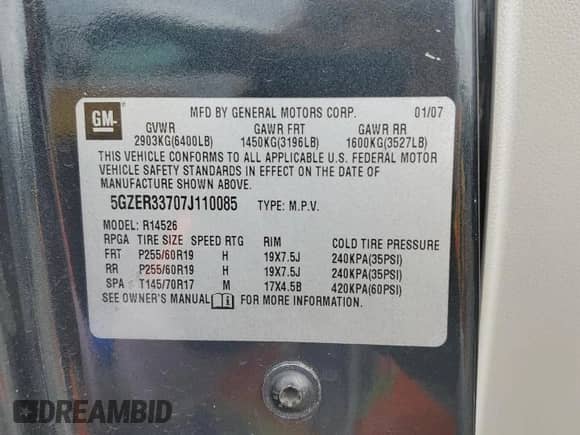 GM
MFD BY GENERAL MOTORS CORP. 01/07
GVWR GAWR FRT GAWR RR
2903KG(6400LB) 1450KG(3196LB) 1600KG(3527LB)
THIS VEHICLE CONFORMS TO ALL APPLICABLE U.S. FEDERAL MOTOR
VEHICLE SAFETY STANDARDS IN EFFECT ON THE DATE OF
MANUFACTURE SHOWN ABOVE.
5GZER33707J110085 TYPE: M.P.V.
MODEL: R14526
RPGA TIRE SIZE SPEED RTG RIM COLD TIRE PRESSURE
FRT P255/60R19 H 19X7.5J 240KPA(35PSI)
RR P255/60R19 H 19X7.5J 240KPA(35PSI)
SPA T145/70R17 M 17X4.5B 420KPA(60PSI)
SEE OWNER'S MANUAL FOR MORE INFORMATION.
DREAMBID